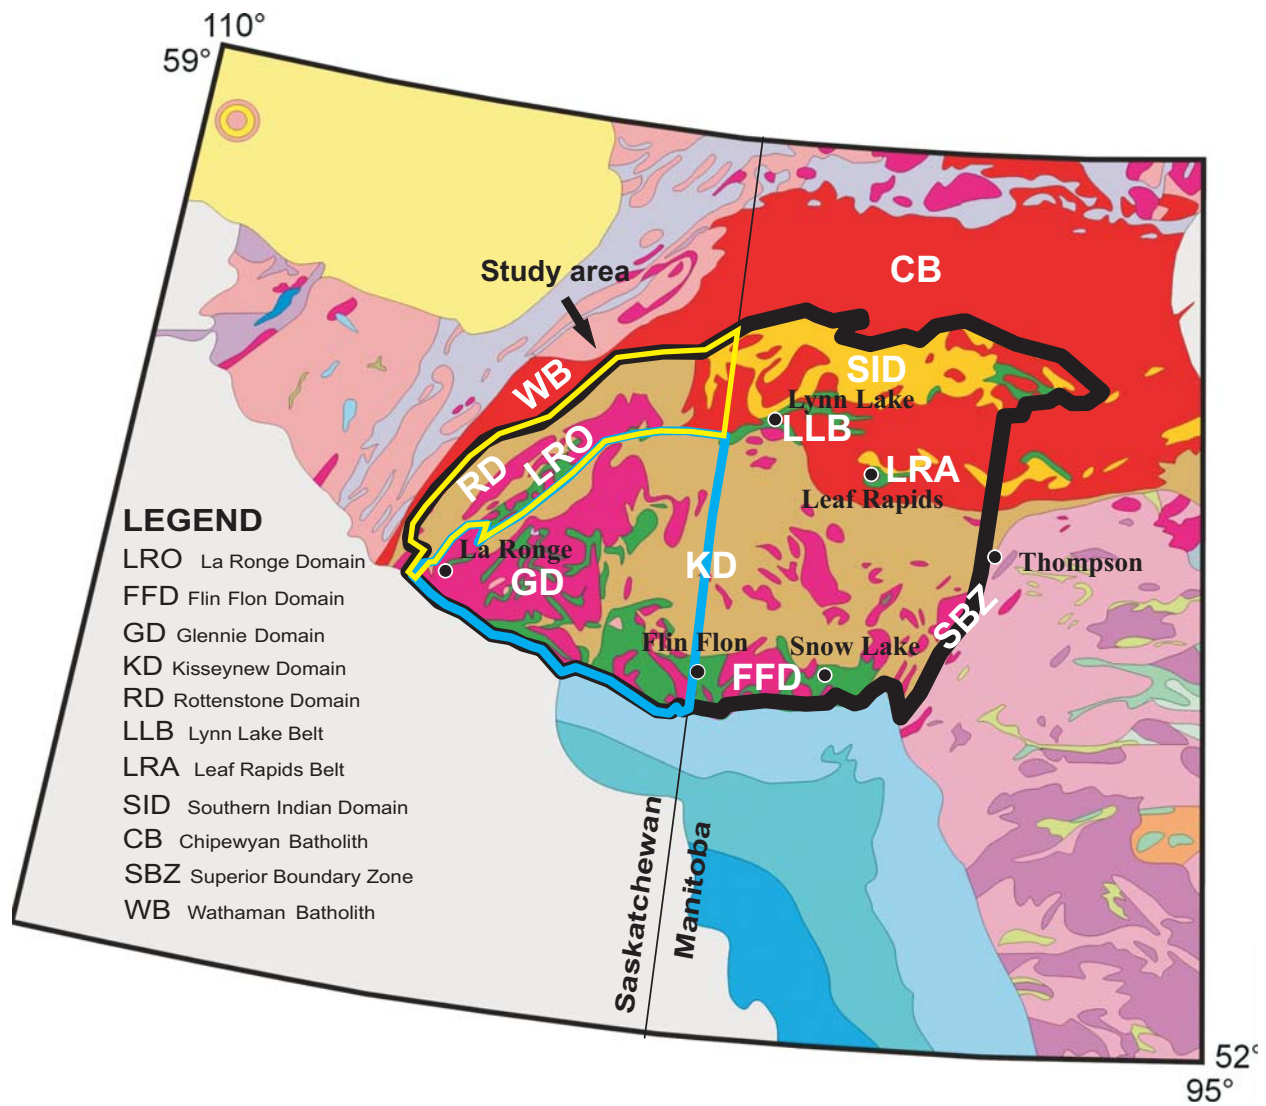 110°
59°
Study area
CB
WB
SID
Lynn Lake
LLB
LRO
RD
LRA
Leaf Rapids
LEGEND
LRO La Ronge Domain
FFD Flin Flon Domain
GD Glennie Domain
KD Kisseynew Domain
RD Rottenstone Domain
LLB Lynn Lake Belt
LRA Leaf Rapids Belt
SID Southern Indian Domain
CB Chipewyan Batholith
SBZ Superior Boundary Zone
WB Wathaman Batholith
La Ronge
GD
KD
Thompson
SBZ
Flin Flon
Snow Lake
FFD
Saskatchewan
Manitoba
52°
95°